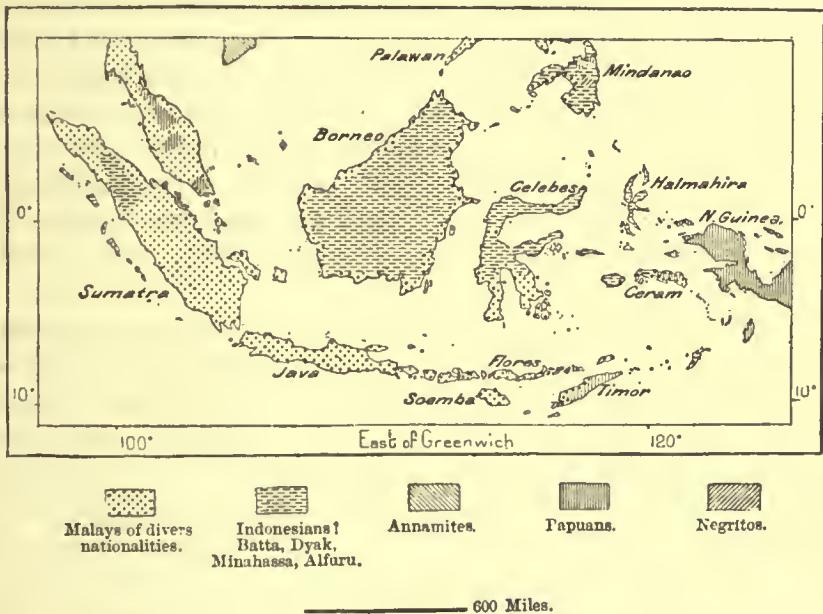 Palawan
Mindanao
Borneo
Celebes
Halmahira
0°
N. Guinea.
0°
Sumatra
Ceram
Java
Flores
10°
Soemba
Timor
10°
100°
East of Greenwich
120°
Malays of divers
nationalities.
Indonesians?
Batta, Dyak,
Minahassa, Alfuru.
Annamites.
Papuans.
Negritos.
600 Miles.